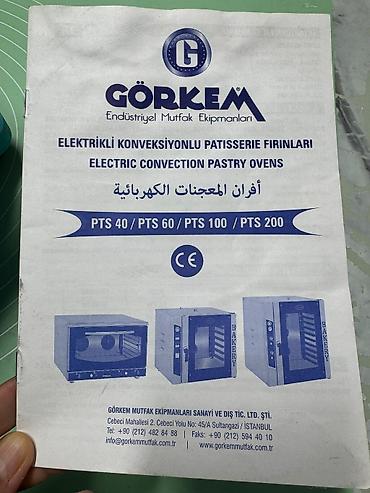 G
GÖRKEM
Endüstriyel Mutfak Ekipmanları
ELEKTRİKLİ KONVEKSİYONLU PATISSERIE FIRINLARI
ELECTRIC CONVECTION PASTRY OVENS
أفران المعجنات الكهربائية
PTS 40 / PTS 60 / PTS 100 / PTS 200
CE
BAKERY
BAKERY
GÖRKEM MUTFAK EKİPMANLARI SANAYİ VE DIŞ TİC. LTD. ŞTİ.
Cebeci Mahallesi 2. Cebeci Yolu No: 45/A Sultangazi / İSTANBUL
Tel: +90 (212) 482 84 88 | Faks: +90 (212) 594 40 10
info@gorkemmutfak.com.tr | www.gorkemmutfak.com.tr